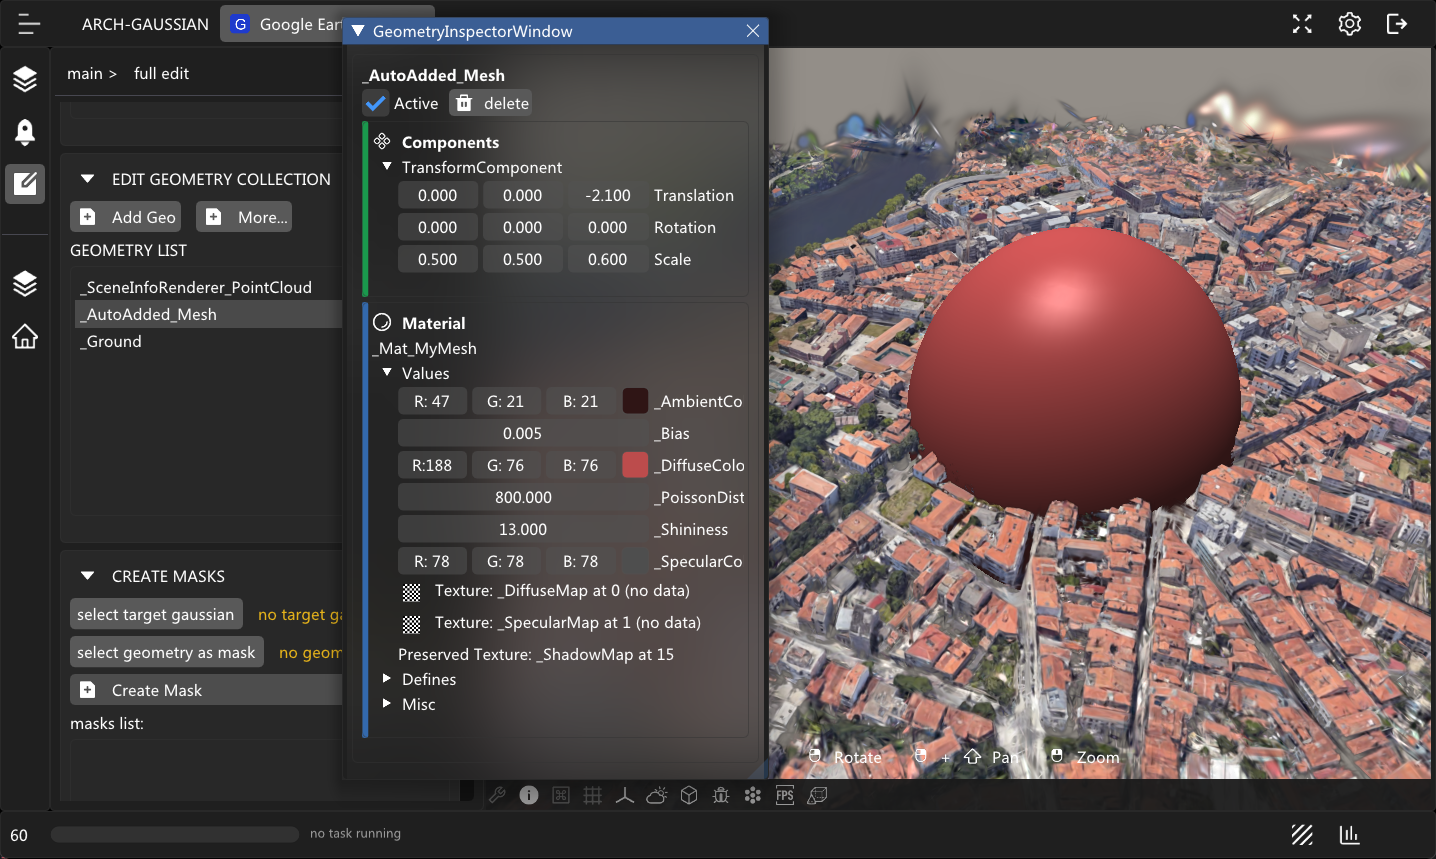 ARCH-GAUSSIAN
G Google Ear
GeometryInspectorWindow
main > full edit
EDIT GEOMETRY COLLECTION
Add Geo More...
GEOMETRY LIST
_SceneInfoRenderer_PointCloud
_AutoAdded_Mesh
_Ground
CREATE MASKS
select target gaussian no target ga
select geometry as mask no geom
Create Mask
masks list:
_AutoAdded_Mesh
Active delete
Components
TransformComponent
0.000 0.000 -2.100 Translation
0.000 0.000 0.000 Rotation
0.500 0.500 0.600 Scale
Material
_Mat_MyMesh
Values
R: 47 G: 21 B: 21 _AmbientCo
0.005 _Bias
R:188 G: 76 B: 76 _DiffuseColo
800.000 _PoissonDist
13.000 _Shininess
R: 78 G: 78 B: 78 _SpecularCo
Texture: _DiffuseMap at 0 (no data)
Texture: _SpecularMap at 1 (no data)
Preserved Texture: _ShadowMap at 15
Defines
Misc
Rotate + Pan Zoom
FPS
60 no task running